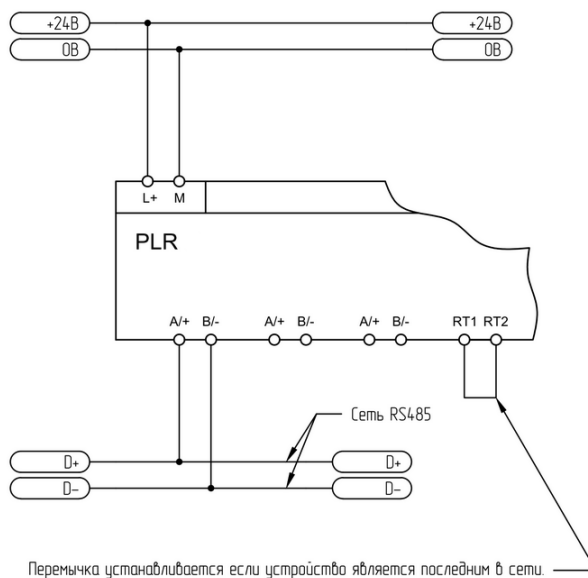 +24В +24В
0В 0В
L+ M
PLR
A/+ B/- A/+ B/- A/+ B/- RT1 RT2
Сеть RS485
D+ D+
D− D−
Перемычка устанавливается если устройство является последним в сети.